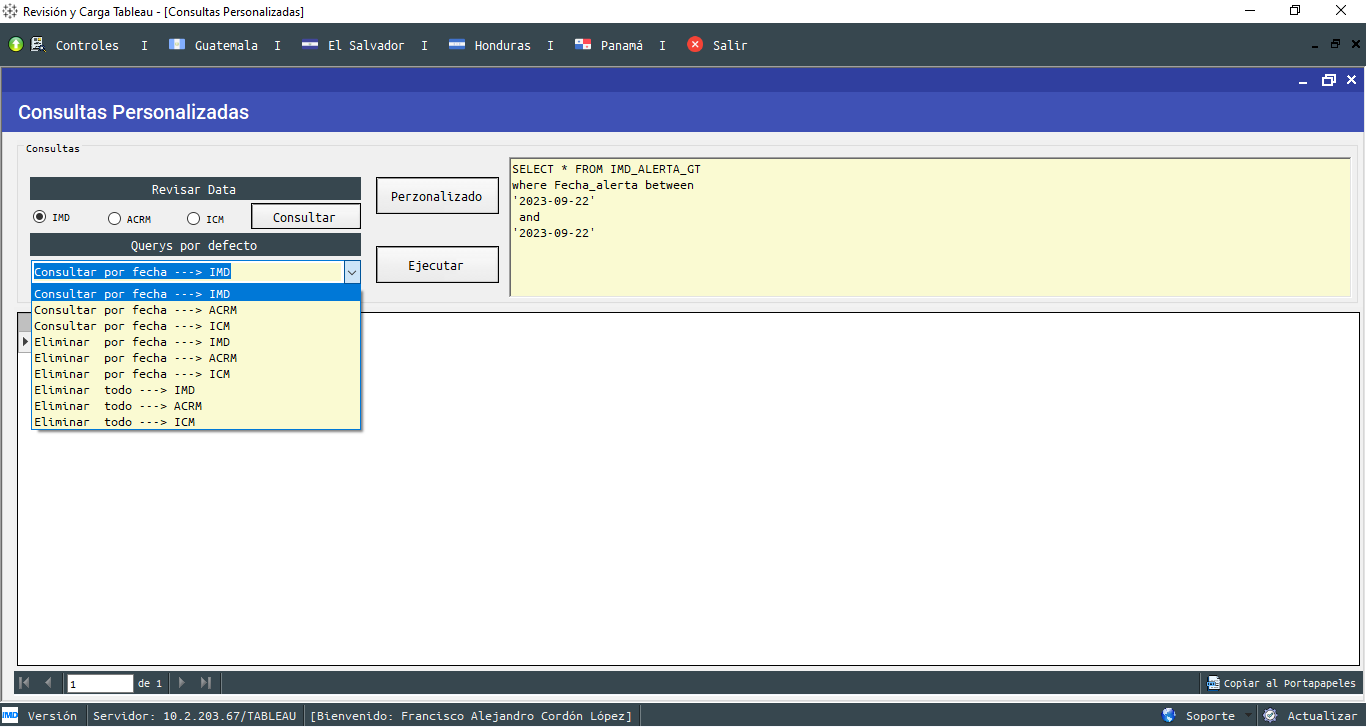 Revisión y Carga Tableau - [Consultas Personalizadas]
Controles I Guatemala I El Salvador I Honduras I Panamá I Salir
Consultas Personalizadas
Consultas
Revisar Data
IMD ACRM ICM Consultar
Querys por defecto
Consultar por fecha ---> IMD
Consultar por fecha ---> IMD
Consultar por fecha ---> ACRM
Consultar por fecha ---> ICM
Eliminar  por fecha ---> IMD
Eliminar  por fecha ---> ACRM
Eliminar  por fecha ---> ICM
Eliminar  todo ---> IMD
Eliminar  todo ---> ACRM
Eliminar  todo ---> ICM
Perzonalizado
Ejecutar
SELECT * FROM IMD_ALERTA_GT
where Fecha_alerta between
'2023-09-22'
and
'2023-09-22'
1 de 1 Copiar al Portapapeles
IMD Versión Servidor: 10.2.203.67/TABLEAU [Bienvenido: Francisco Alejandro Cordón López] Soporte Actualizar